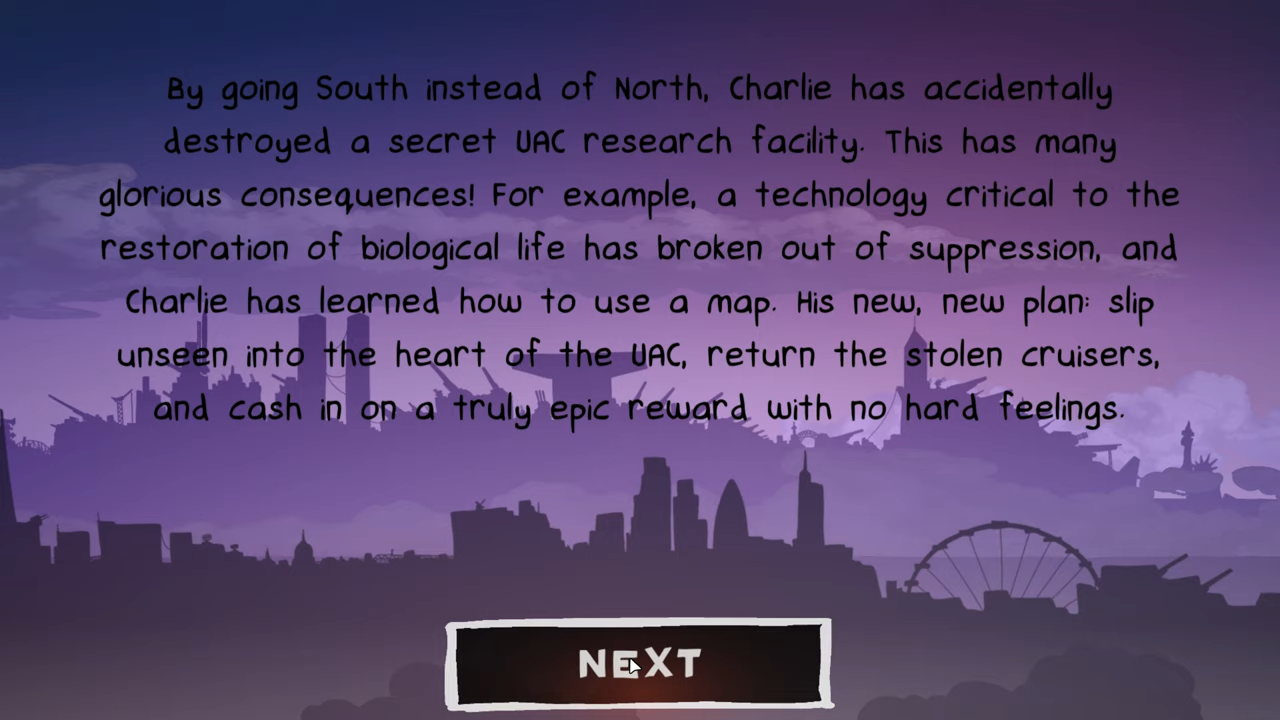 By going South instead of North, Charlie has accidentally
destroyed a secret UAC research facility. This has many
glorious consequences! For example, a technology critical to the
restoration of biological life has broken out of suppression, and
Charlie has learned how to use a map. His new, new plan: slip
unseen into the heart of the UAC, return the stolen cruisers,
and cash in on a truly epic reward with no hard feelings.
NEXT